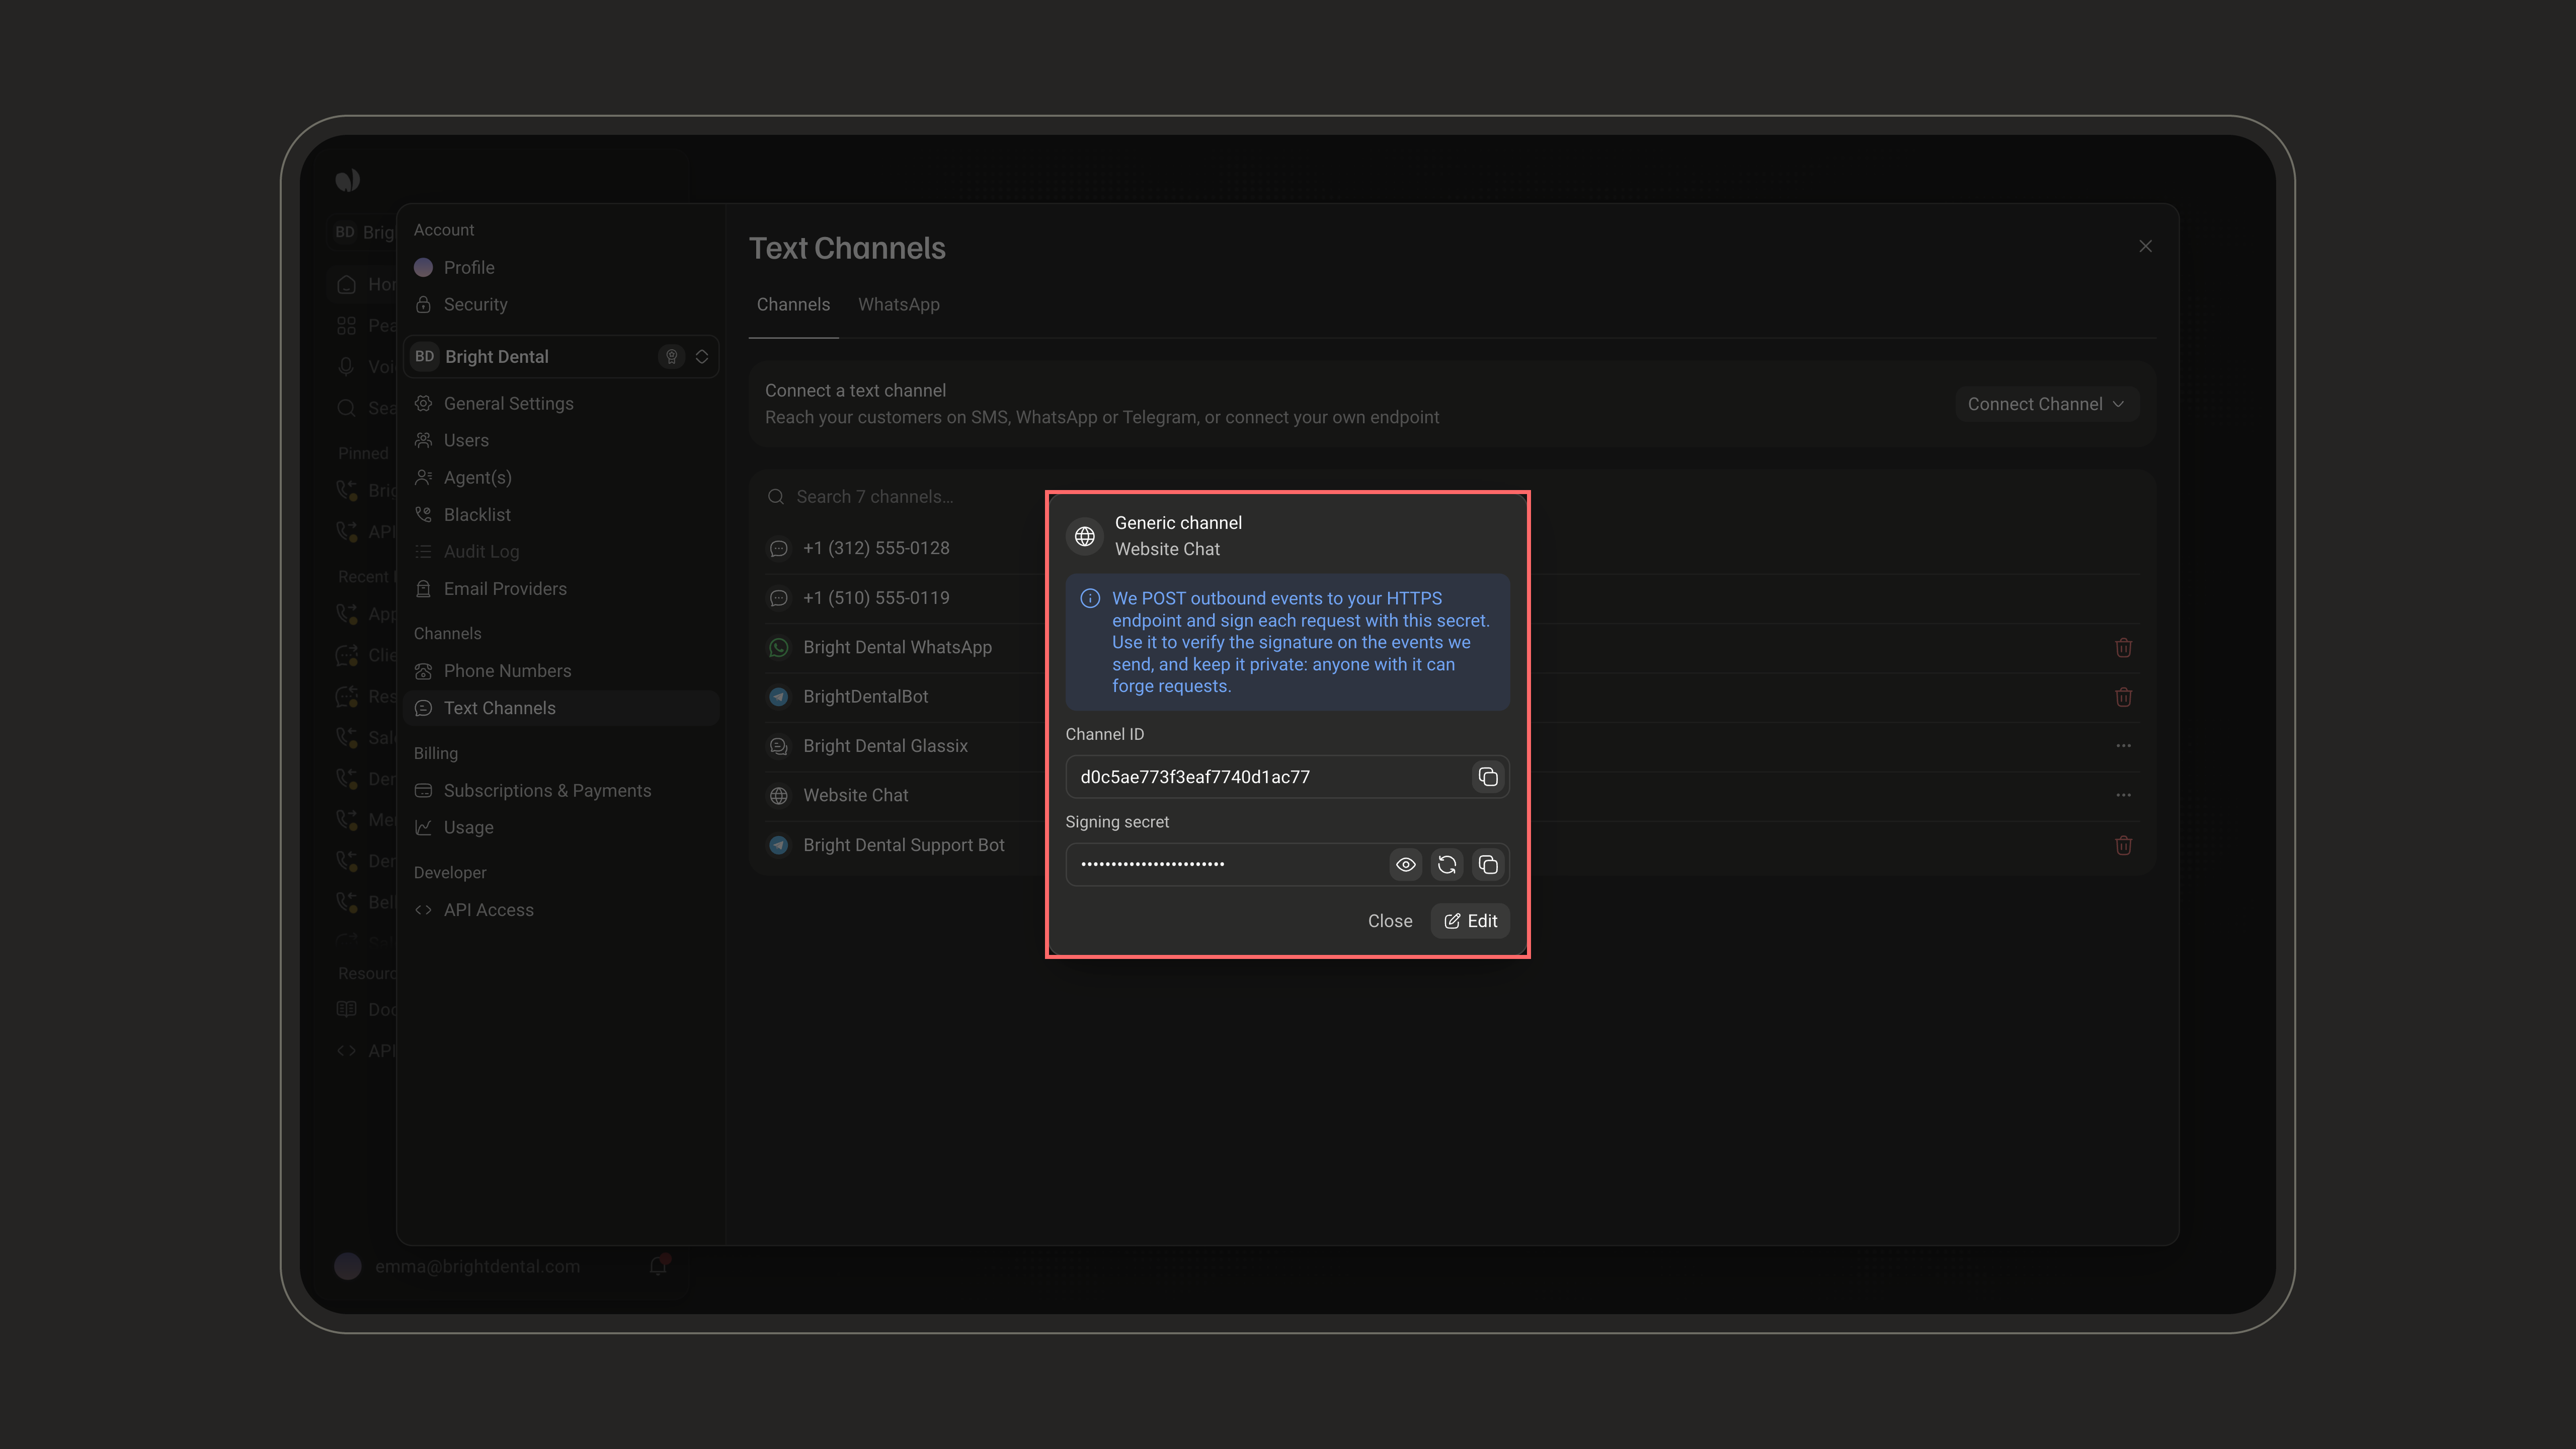 BD Brig
Hor
Pea
Voi
Sea
Pinned
Brig
API
Recent
App
Clie
Res
Sale
Der
Me
Der
Bel
Sal
Resourc
Doc
API
emma@brightdental.com
Account
Profile
Security
BD Bright Dental
General Settings
Users
Agent(s)
Blacklist
Audit Log
Email Providers
Channels
Phone Numbers
Text Channels
Billing
Subscriptions & Payments
Usage
Developer
API Access
Text Channels
Channels WhatsApp
Connect a text channel
Reach your customers on SMS, WhatsApp or Telegram, or connect your own endpoint
Connect Channel
Search 7 channels...
+1 (312) 555-0128
+1 (510) 555-0119
Bright Dental WhatsApp
BrightDentalBot
Bright Dental Glassix
Website Chat
Bright Dental Support Bot
Generic channel
Website Chat
We POST outbound events to your HTTPS
endpoint and sign each request with this secret.
Use it to verify the signature on the events we
send, and keep it private: anyone with it can
forge requests.
Channel ID
d0c5ae773f3eaf7740d1ac77
Signing secret
••••••••••••••••••••••••
Close Edit